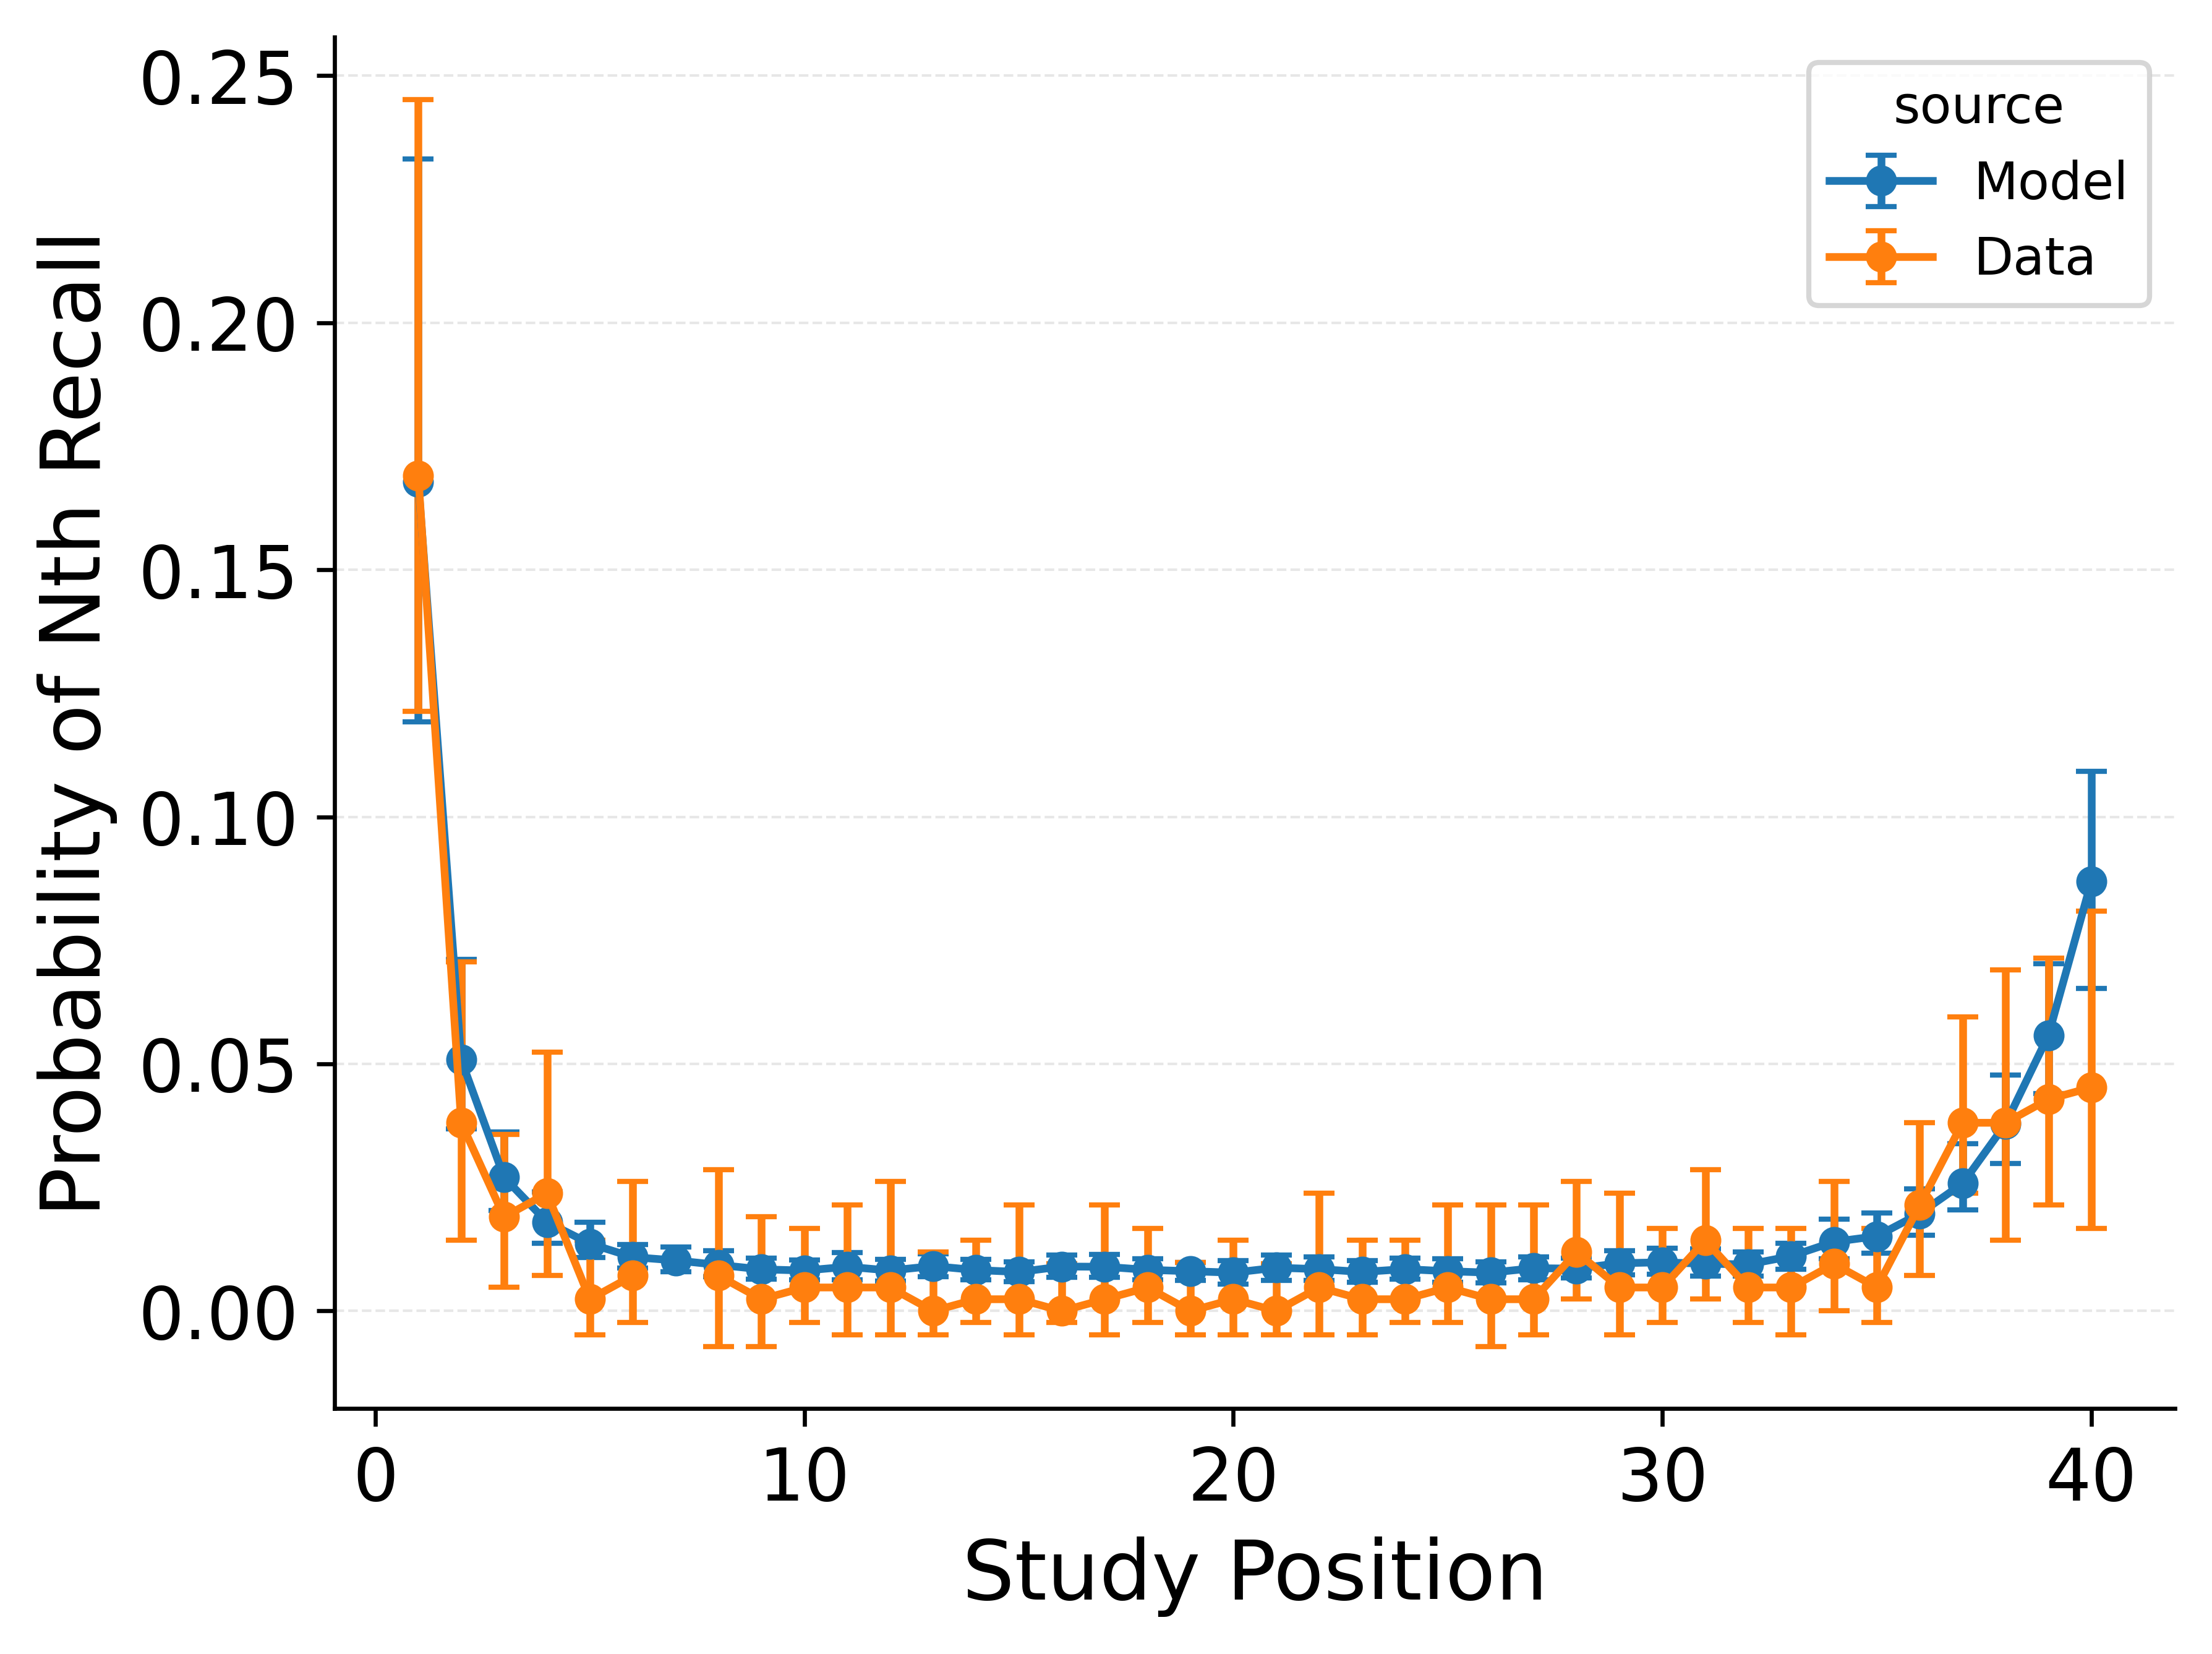 Probability of Nth Recall
0.25
0.20
0.15
0.10
0.05
0.00
source
Model
Data
0 10 20 30 40
Study Position